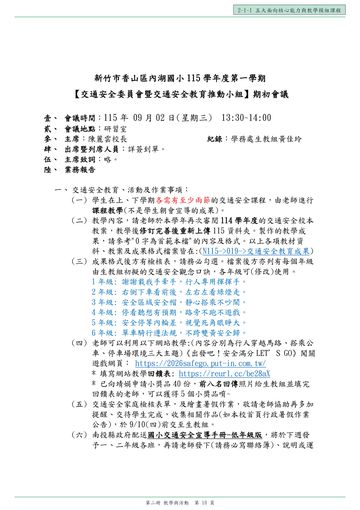 2-1-1 五大面向核心能力與教學模組課程
新竹市香山區內湖國小 115 學年度第一學期
【交通安全委員會暨交通安全教育推動小組】期初會議
壹、 會議時間：115 年 09 月 02 日(星期三) 13:30~14:00
貳、 會議地點：研習室
參、 主席：陳麗雲校長 紀錄：學務處生教組黃佳玲
肆、 出席暨列席人員：詳簽到單。
伍、 主席致詞：略。
陸、 業務報告
一、 交通安全教育、活動及作業事項：
(一) 學生在上、下學期各需有至少兩節的交通安全課程，由老師進行
課程教學(不是學生朝會宣導的成果)。
(二) 教學內容，請老師於本學年再次審閱 114 學年度的交通安全校本
教案，教學後修訂完善後重新上傳 115 資料夾。製作的教學成
果，請參考"0 字為首範本檔"的內容及格式。以上各項教材資
料、教案及成果格式檔案皆在:(N115->019->交通安全教育成果)
(三) 成果格式後方有檢核表，請務必勾選。檔案後方亦列有每個年級
由生教組初擬的交通安全觀念口訣，各年級可(修改)使用。
1 年級: 謝謝載我手牽手，行人專用揮揮手。
2 年級: 右側下車看前後，左右左看綠燈走。
3 年級: 安全區域安全帽，靜心搭乘不少開。
4 年級: 停看聽想有預期，路旁不跑不遊戲。
5 年級: 安全停等內輪差，視覺死角眼睜大。
6 年級: 單車騎行遵法規，不跨雙黃安全歸。
(四) 老師可以利用以下網站教學:(內容分別為行人穿越馬路、搭乘公
車、停車場環境三大主題)《出發吧！安全滿分 LET'S GO》闖關
遊戲網頁： https://2026safego.tw-in.com.tw/
* 填寫網站教學回饋表: https://reurl.cc/beZ8aX
* 已向靖娟申請小獎品 40 份，前八名回傳照片給生教組並填完
回饋表的老師，可以獲得 5 個小獎品唷~
(五) 交通安全家庭檢核表單，及繪畫著假作業，敬請老師協助再多加
提醒、交待學生完成，收集相關作品(如本校首頁行政暑假作業
公告)，於 9/10(四)前交至生教組。
(六) 南投縣政府配送國小交通安全宣導手冊-低年級版，將於下週發
予一、二年級各班，再請老師發下(請務必寫聯絡簿)、說明或運
第二冊 教學與活動 第 18 頁